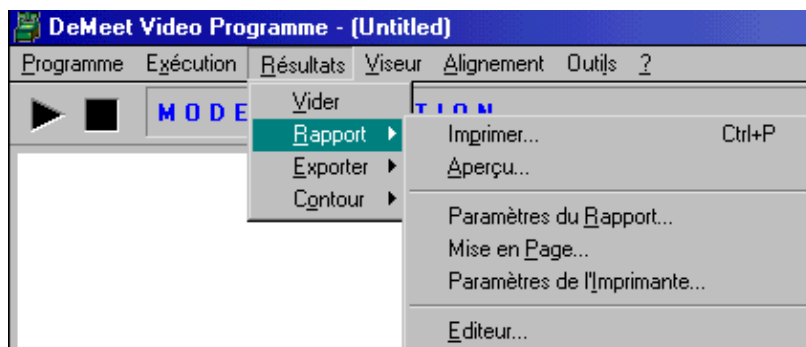 DeMeet Video Programme - (Untitled)
Programme Exécution Résultats Viseur Alignement Outils ?
MODE TION
Vider
Rapport
Exporter
Contour
Imprimer... Ctrl+P
Aperçu...
Paramètres du Rapport...
Mise en Page...
Paramètres de l'Imprimante...
Editeur...